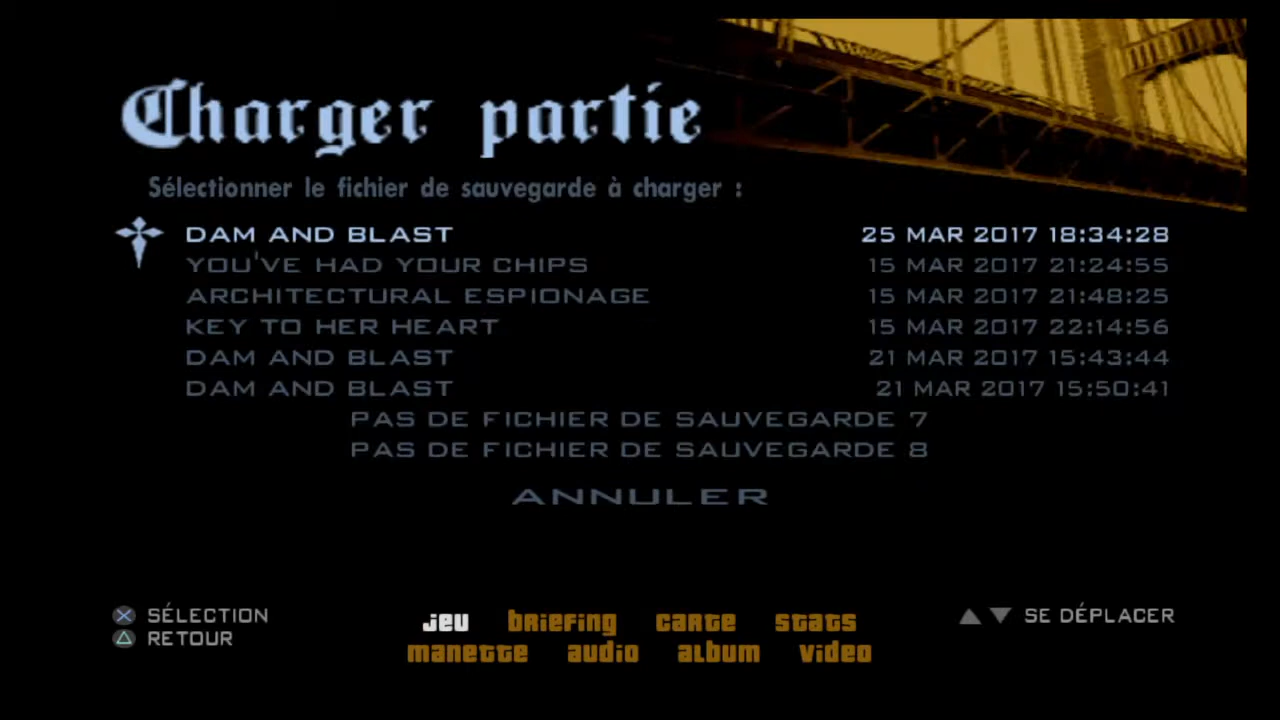 Charger partie
Sélectionner le fichier de sauvegarde à charger :
DAM AND BLAST 25 MAR 2017 18:34:28
YOU'VE HAD YOUR CHIPS 15 MAR 2017 21:24:55
ARCHITECTURAL ESPIONAGE 15 MAR 2017 21:48:25
KEY TO HER HEART 15 MAR 2017 22:14:56
DAM AND BLAST 21 MAR 2017 15:43:44
DAM AND BLAST 21 MAR 2017 15:50:41
PAS DE FICHIER DE SAUVEGARDE 7
PAS DE FICHIER DE SAUVEGARDE 8
ANNULER
SÉLECTION
RETOUR
jeu briefing carte stats
manette audio album video
SE DÉPLACER